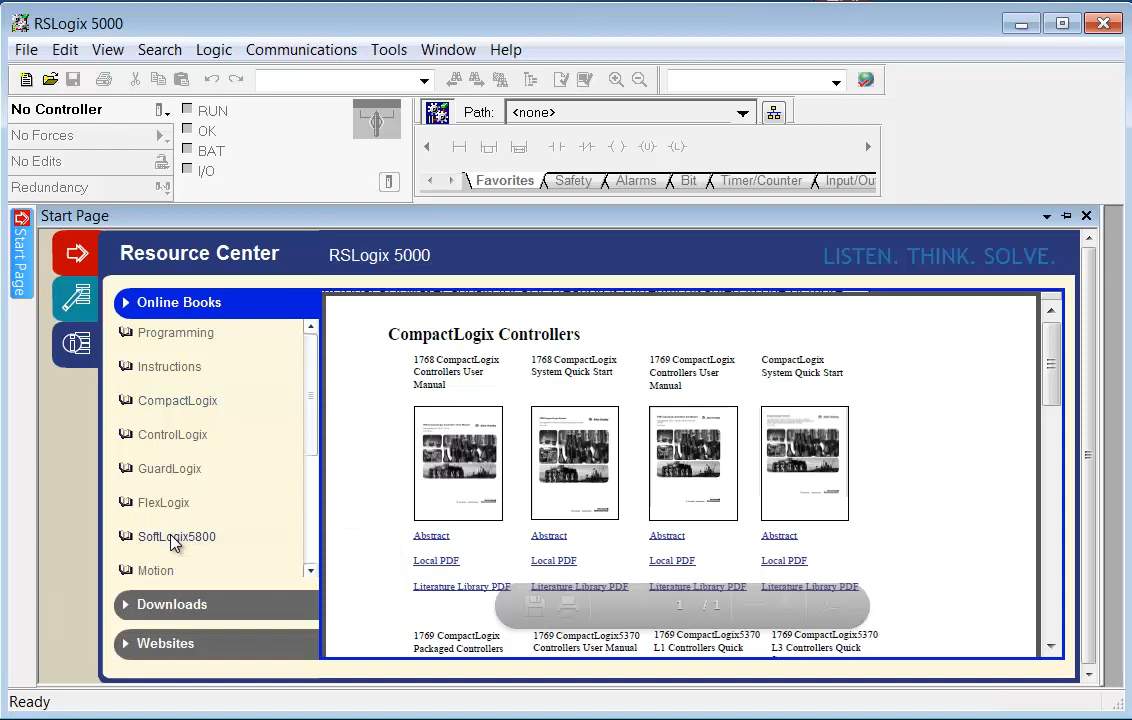 RSLogix 5000
File Edit View Search Logic Communications Tools Window Help
No Controller
No Forces
No Edits
Redundancy
RUN
OK
BAT
I/O
Path: <none>
Favorites Safety Alarms Bit Timer/Counter Input/Ou
Start Page
Start Page
Resource Center RSLogix 5000 LISTEN. THINK. SOLVE.
Online Books
Programming
Instructions
CompactLogix
ControlLogix
GuardLogix
FlexLogix
SoftLogix5800
Motion
Downloads
Websites
CompactLogix Controllers
1768 CompactLogix
Controllers User
Manual
1768 CompactLogix
System Quick Start
1769 CompactLogix
Controllers User
Manual
CompactLogix
System Quick Start
Abstract Abstract Abstract Abstract
Local PDF Local PDF Local PDF Local PDF
Literature Library PDF Literature Library PDF Literature Library PDF Literature Library PDF
1 / 1
1769 CompactLogix
Packaged Controllers
1769 CompactLogix5370
Controllers User Manual
1769 CompactLogix5370
L1 Controllers Quick
1769 CompactLogix5370
L3 Controllers Quick
Ready